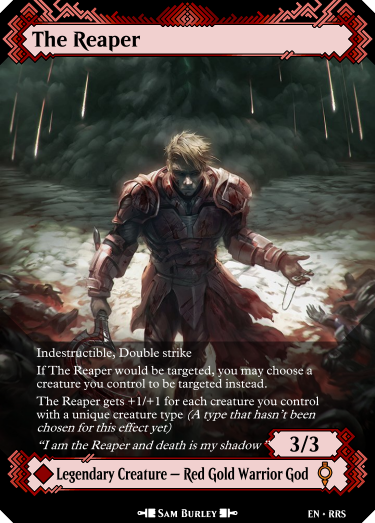 The Reaper
Indestructible, Double strike
If The Reaper would be targeted, you may choose a
creature you control to be targeted instead.
The Reaper gets +1/+1 for each creature you control
with a unique creature type (A type that hasn't been
chosen for this effect yet)
"I am the Reaper and death is my shadow
3/3
Legendary Creature — Red Gold Warrior God
Sam Burley
EN • RRS